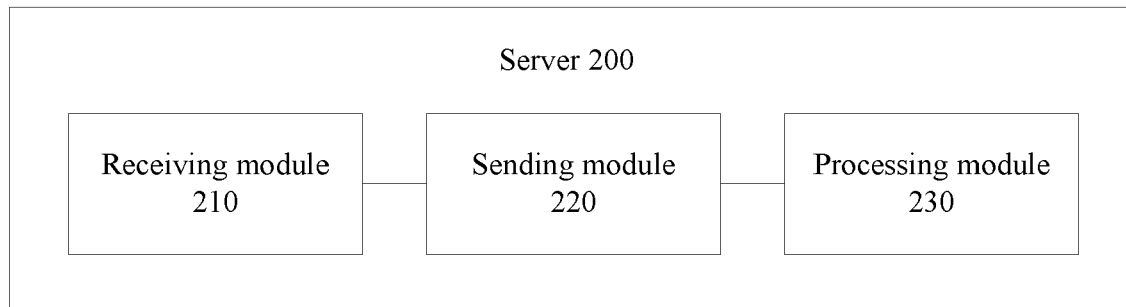 Server 200
Receiving module
210
Sending module
220
Processing module
230